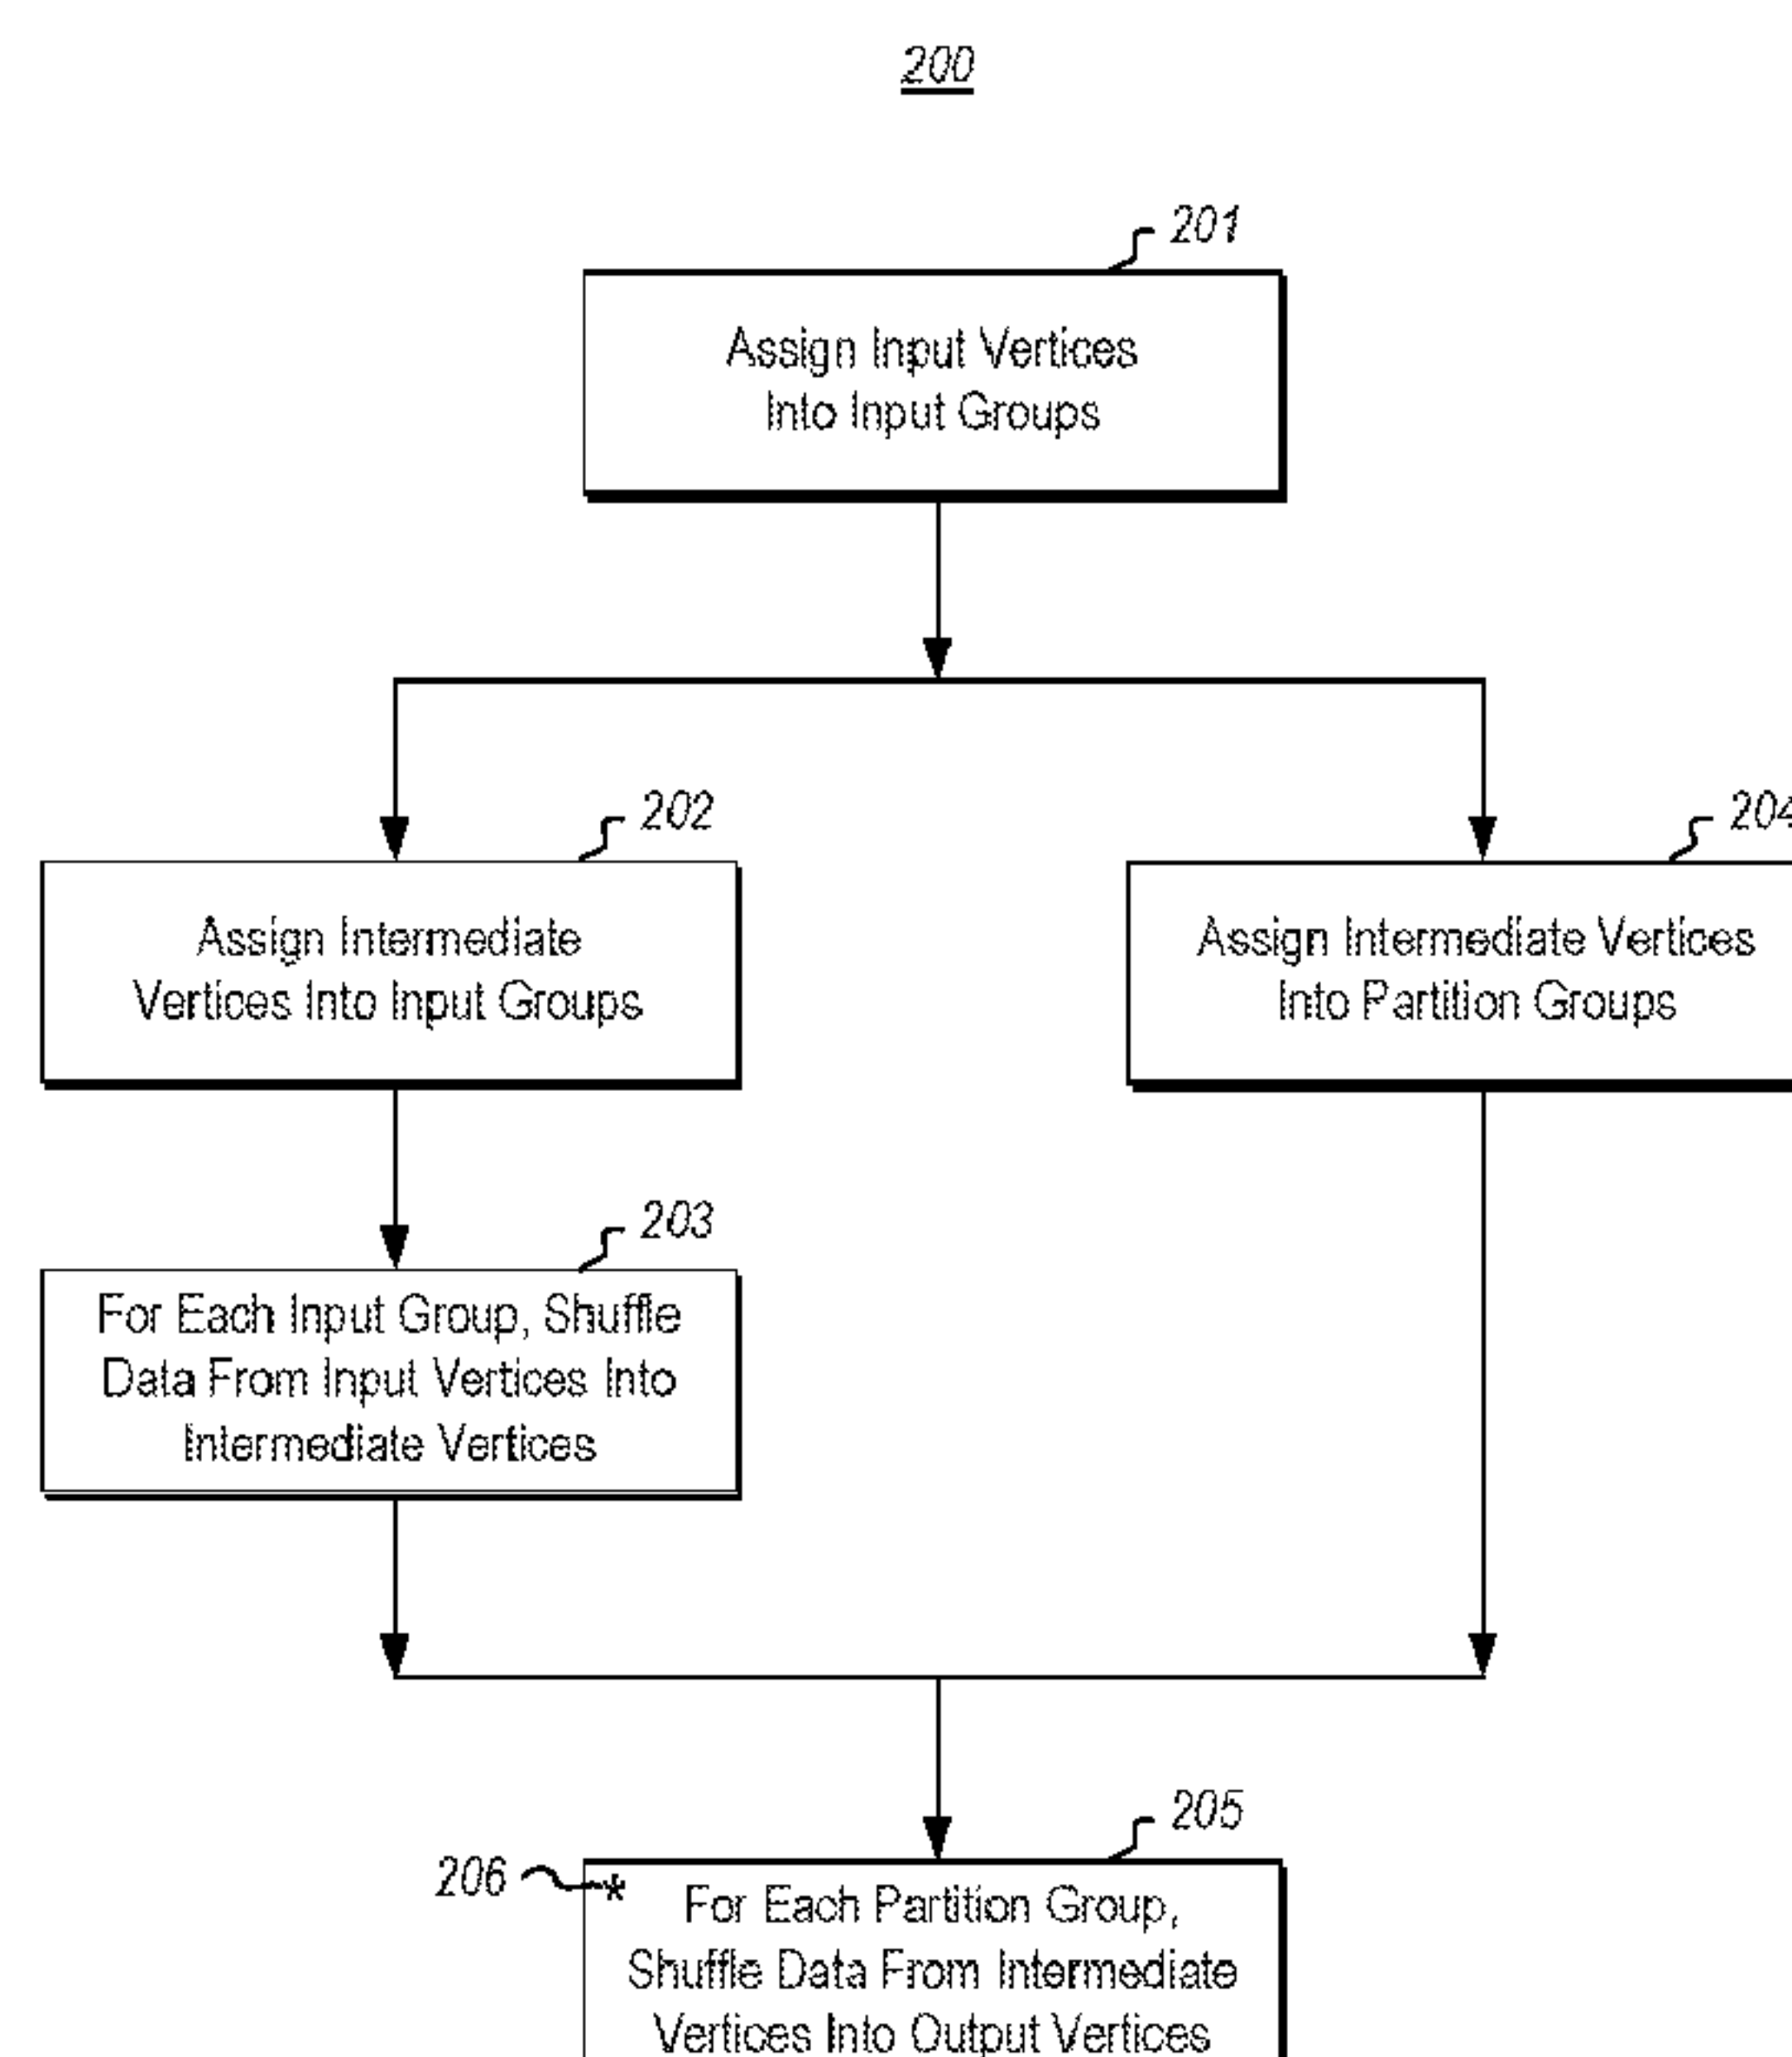 200
201
Assign Input Vertices
Into Input Groups
202
204
Assign Intermediate
Vertices Into Input Groups
Assign Intermediate Vertices
Into Partition Groups
203
For Each Input Group, Shuffle
Data From Input Vertices Into
Intermediate Vertices
205
206
*
For Each Partition Group,
Shuffle Data From Intermediate
Vertices Into Output Vertices